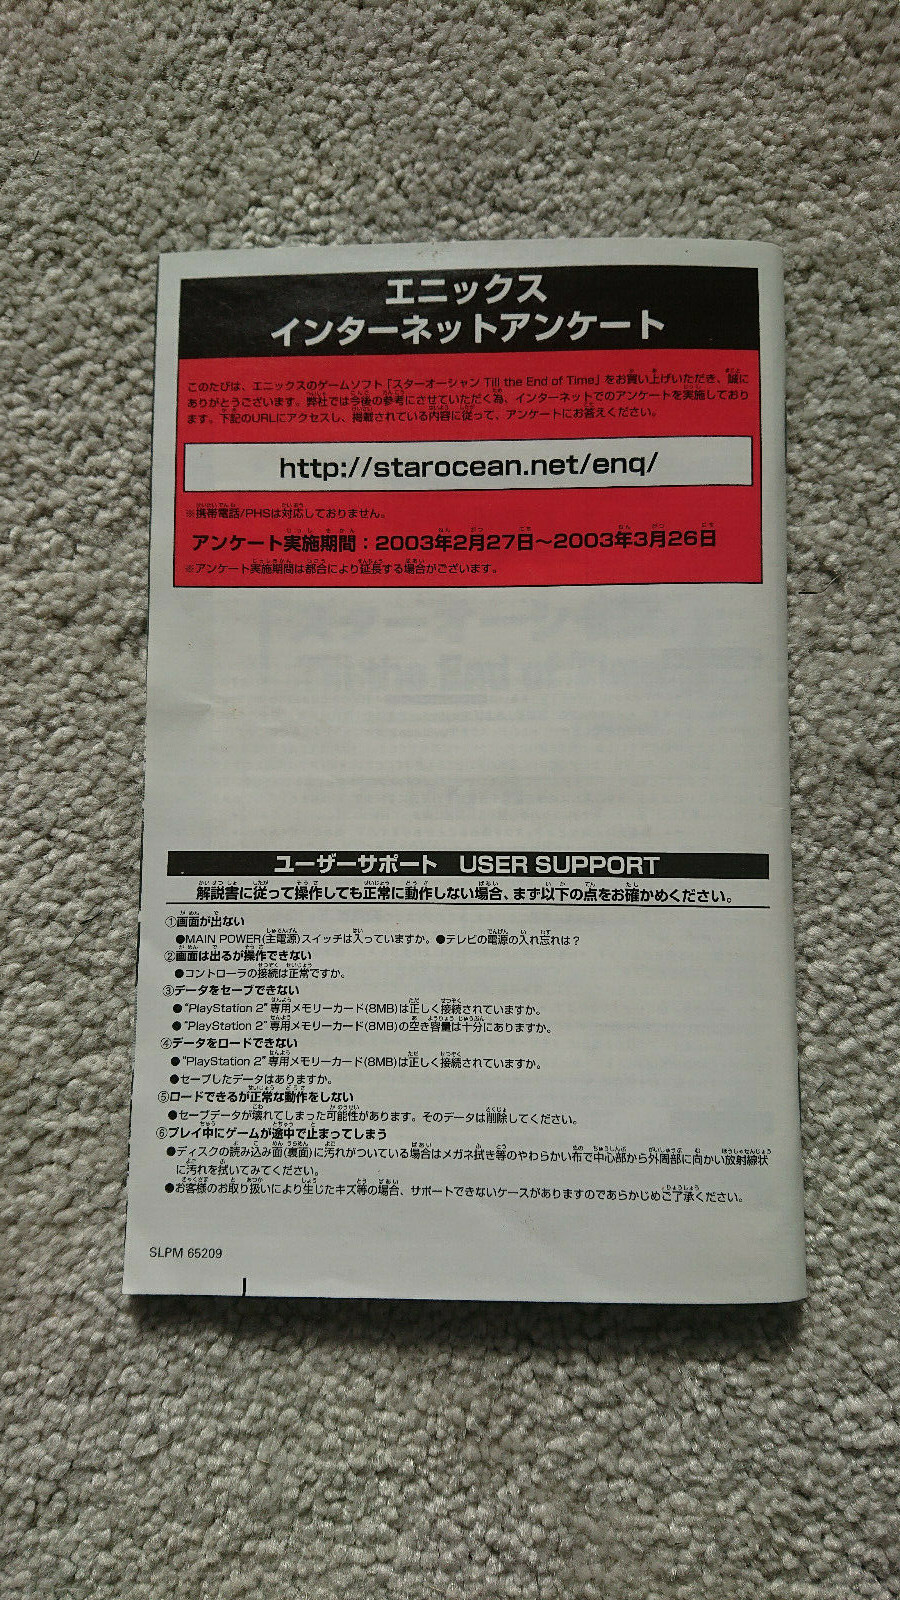 エニックス
インターネットアンケート
このたびは、エニックスのゲームソフト「スターオーシャン Till the End of Time」をお買い上げいただき、誠に
ありがとうございます。弊社では今後の参考にさせていただく為、インターネットでのアンケートを実施しており
ます。下記のURLにアクセスし、掲載されている内容に従って、アンケートにお答えください。
http://starocean.net/enq/
※携帯電話/PHSは対応しておりません。
アンケート実施期間：2003年2月27日～2003年3月26日
※アンケート実施期間は都合により延長する場合がございます。
ユーザーサポート USER SUPPORT
解説書に従って操作しても正常に動作しない場合、まず以下の点をお確かめください。
①画面が出ない
●MAIN POWER(主電源)スイッチは入っていますか。●テレビの電源の入れ忘れは？
②画面は出るが操作できない
●コントローラの接続は正常ですか。
③データをセーブできない
●"PlayStation 2"専用メモリーカード(8MB)は正しく接続されていますか。
●"PlayStation 2"専用メモリーカード(8MB)の空き容量は十分にありますか。
④データをロードできない
●"PlayStation 2"専用メモリーカード(8MB)は正しく接続されていますか。
●セーブしたデータはありますか。
⑤ロードできるが正常な動作をしない
●セーブデータが壊れてしまった可能性があります。そのデータは削除してください。
⑥プレイ中にゲームが途中で止まってしまう
●ディスクの読み込み面(裏面)に汚れがついている場合はメガネ拭き等のやわらかい布で中心部から外周部に向かい放射線状
に汚れを拭いてみてください。
●お客様のお取り扱いにより生じたキズ等の場合、サポートできないケースがありますのであらかじめご了承ください。
SLPM 65209